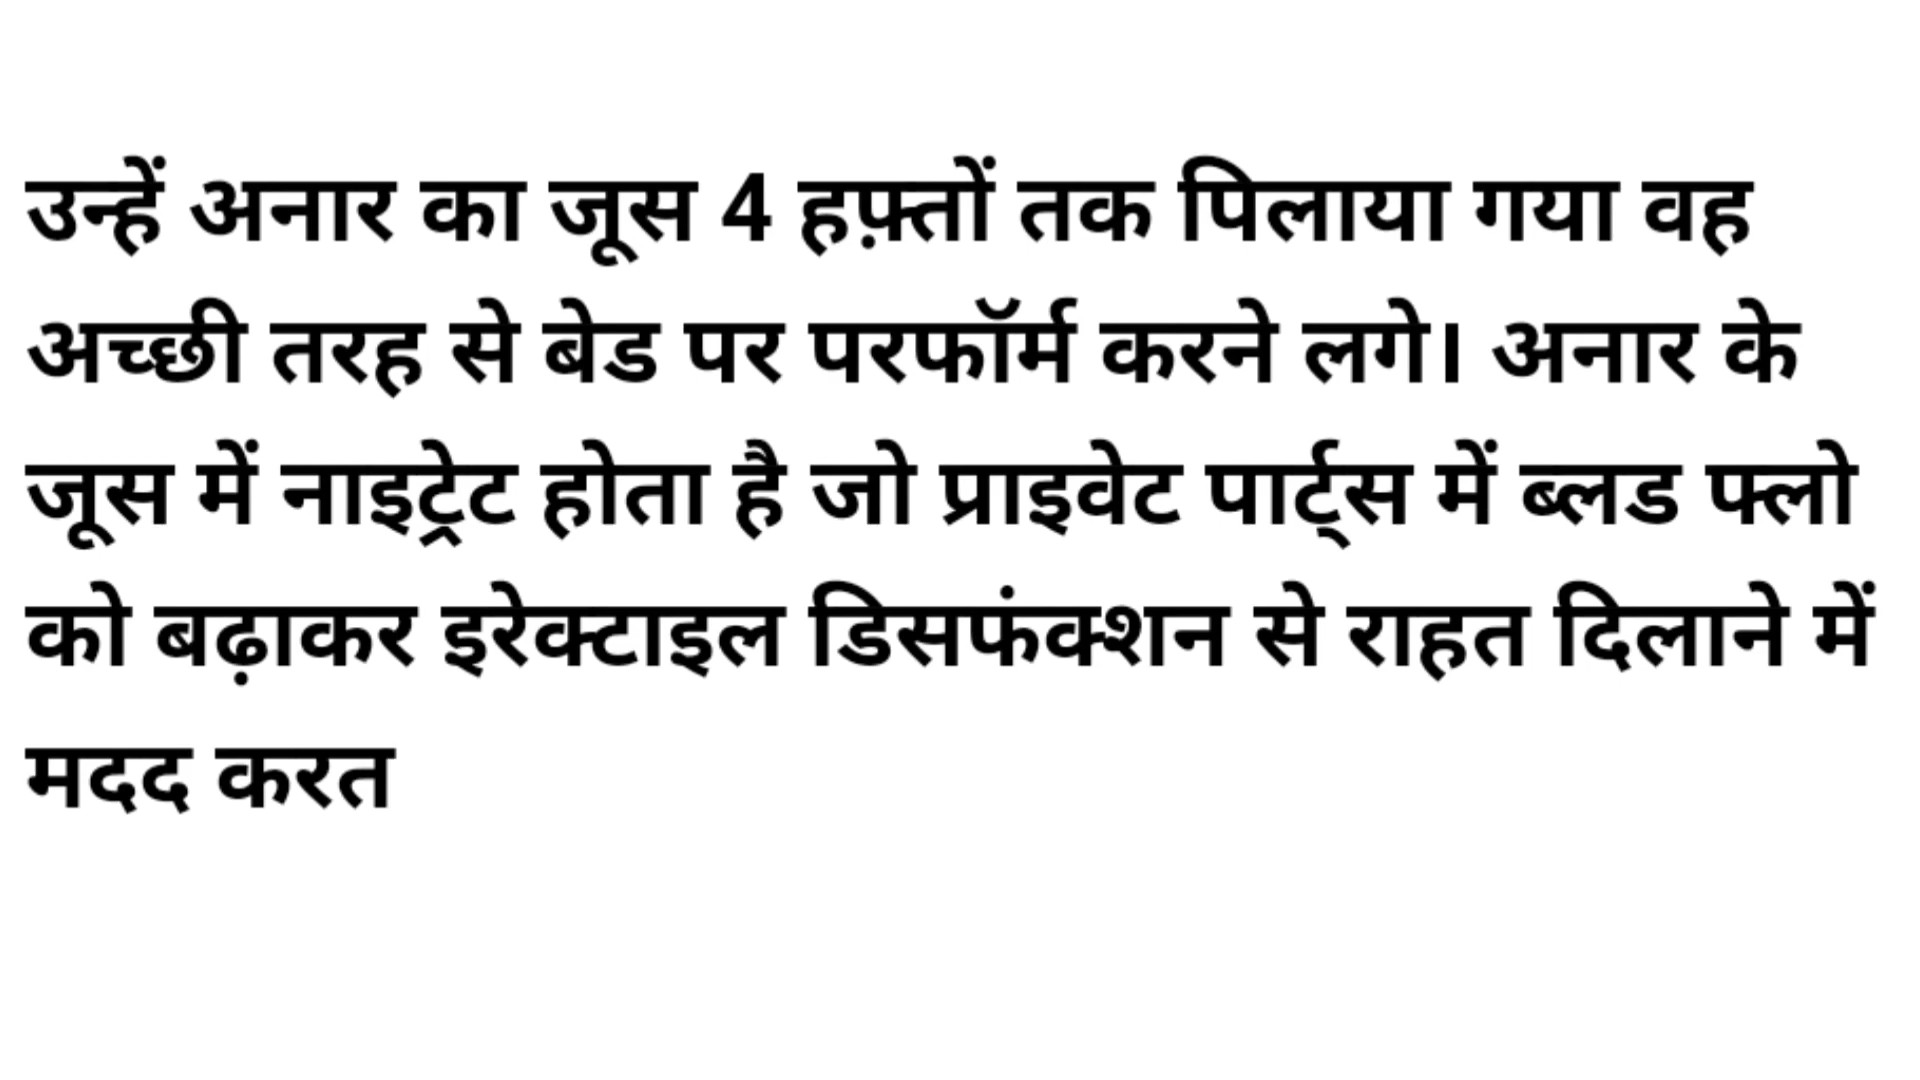 उन्हें अनार का जूस 4 हफ़्तों तक पिलाया गया वह
अच्छी तरह से बेड पर परफॉर्म करने लगे। अनार के
जूस में नाइट्रेट होता है जो प्राइवेट पार्ट्स में ब्लड फ्लो
को बढ़ाकर इरेक्टाइल डिसफंक्शन से राहत दिलाने में
मदद करत